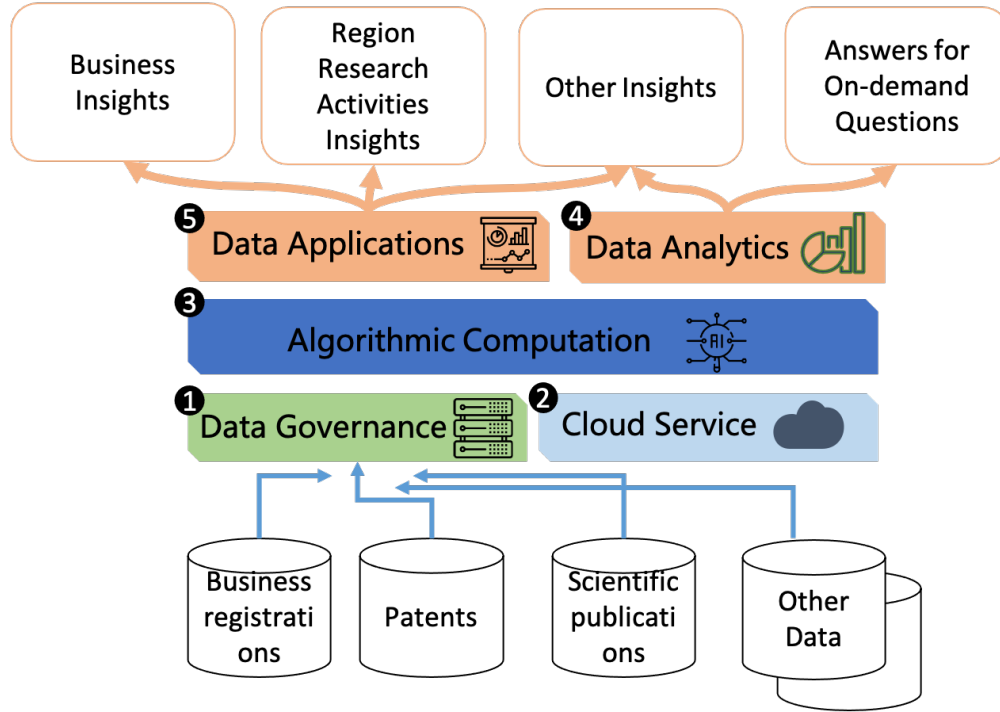 Business
Insights
Region
Research
Activities
Insights
Other Insights
Answers for
On-demand
Questions
5
Data Applications
4
Data Analytics
3
Algorithmic Computation
AI
1
Data Governance
2
Cloud Service
Business
registrati
ons
Patents
Scientific
publicati
ons
Other
Data